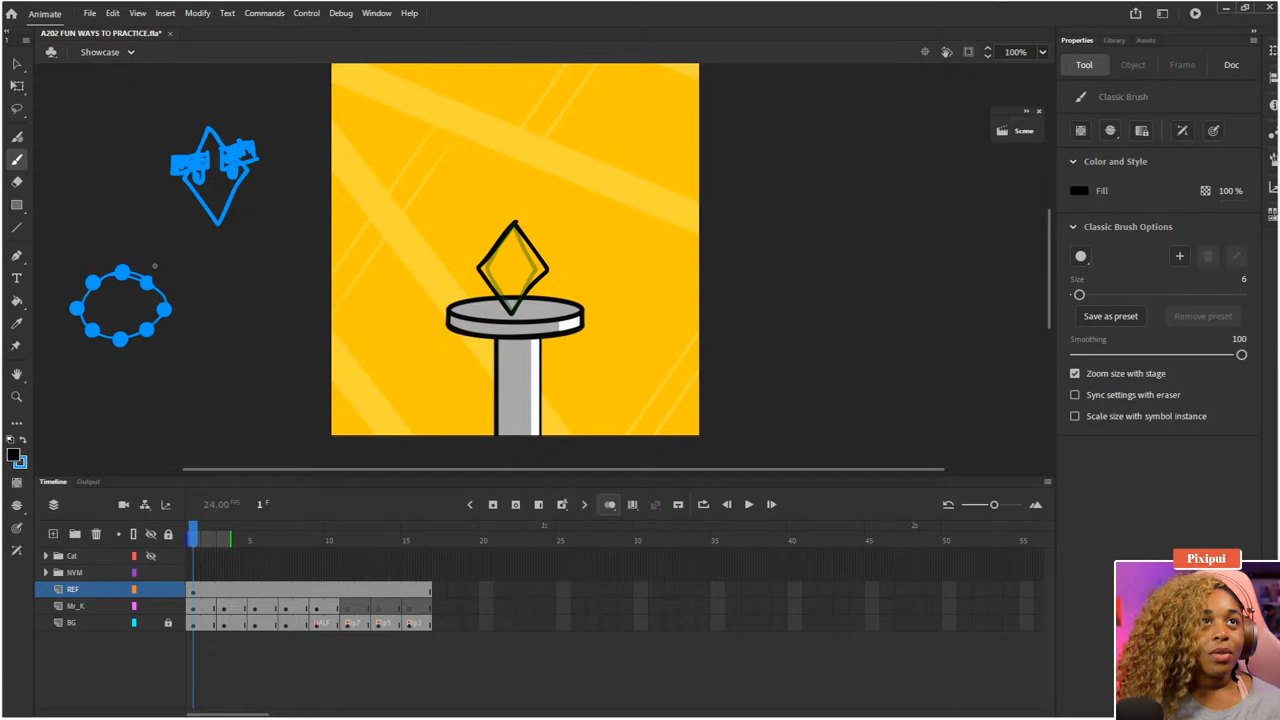 Animate
File
Edit
View
Insert
Modify
Text
Commands
Control
Debug
Window
Help
A202 FUN WAYS TO PRACTICE.fla*
Showcase
100%
Scene
Properties
Library
Assets
Tool
Object
Frame
Doc
Classic Brush
Color and Style
Fill
100 %
Classic Brush Options
Size
6
Save as preset
Remove preset
Smoothing
100
Zoom size with stage
Sync settings with eraser
Scale size with symbol instance
Timeline
Output
24.00 FPS
1 F
1s
2s
5
10
15
20
25
30
35
40
45
50
55
Cat
NVM
REF
Mr_K
BG
HALF
Pixipui